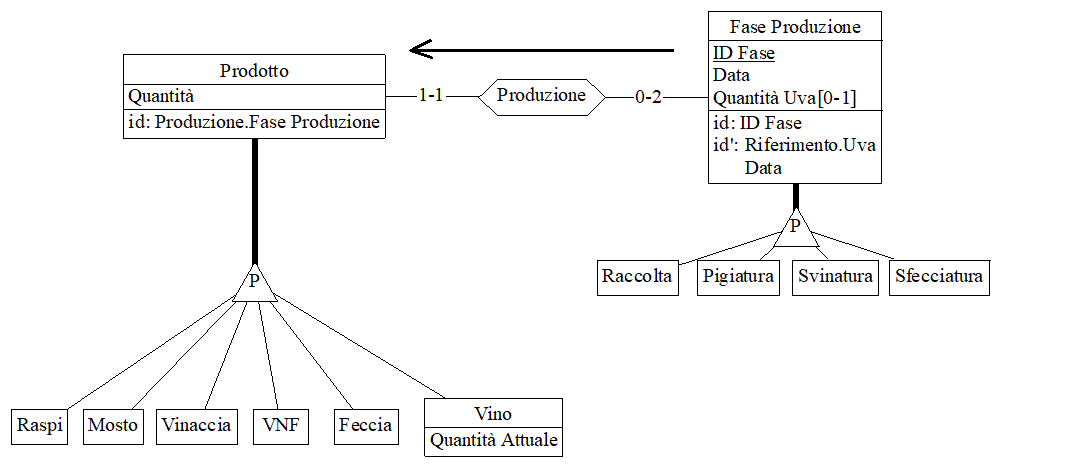 Fase Produzione
ID Fase
Data
Quantità Uva[0-1]
id: ID Fase
id': Riferimento.Uva
Data
Prodotto
Quantità
id: Produzione.Fase Produzione
1-1
Produzione
0-2
P
Raccolta
Pigiatura
Svinatura
Sfecciatura
P
Raspi
Mosto
Vinaccia
VNF
Feccia
Vino
Quantità Attuale